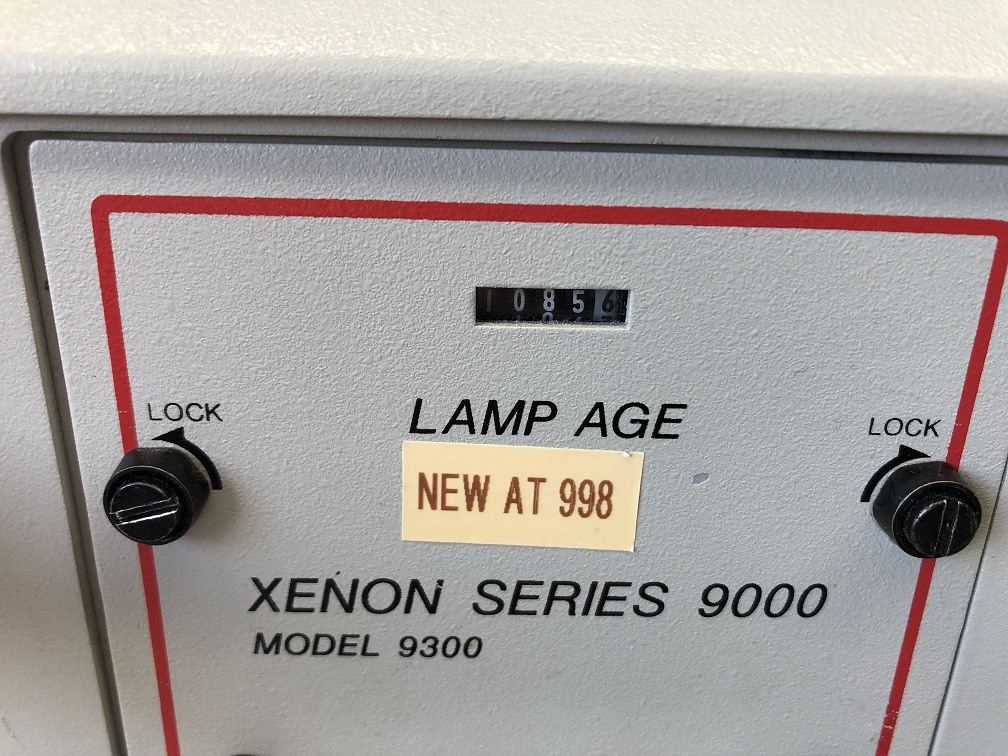 10856
LAMP AGE
LOCK
LOCK
NEW AT 998
XENON SERIES 9000
MODEL 9300